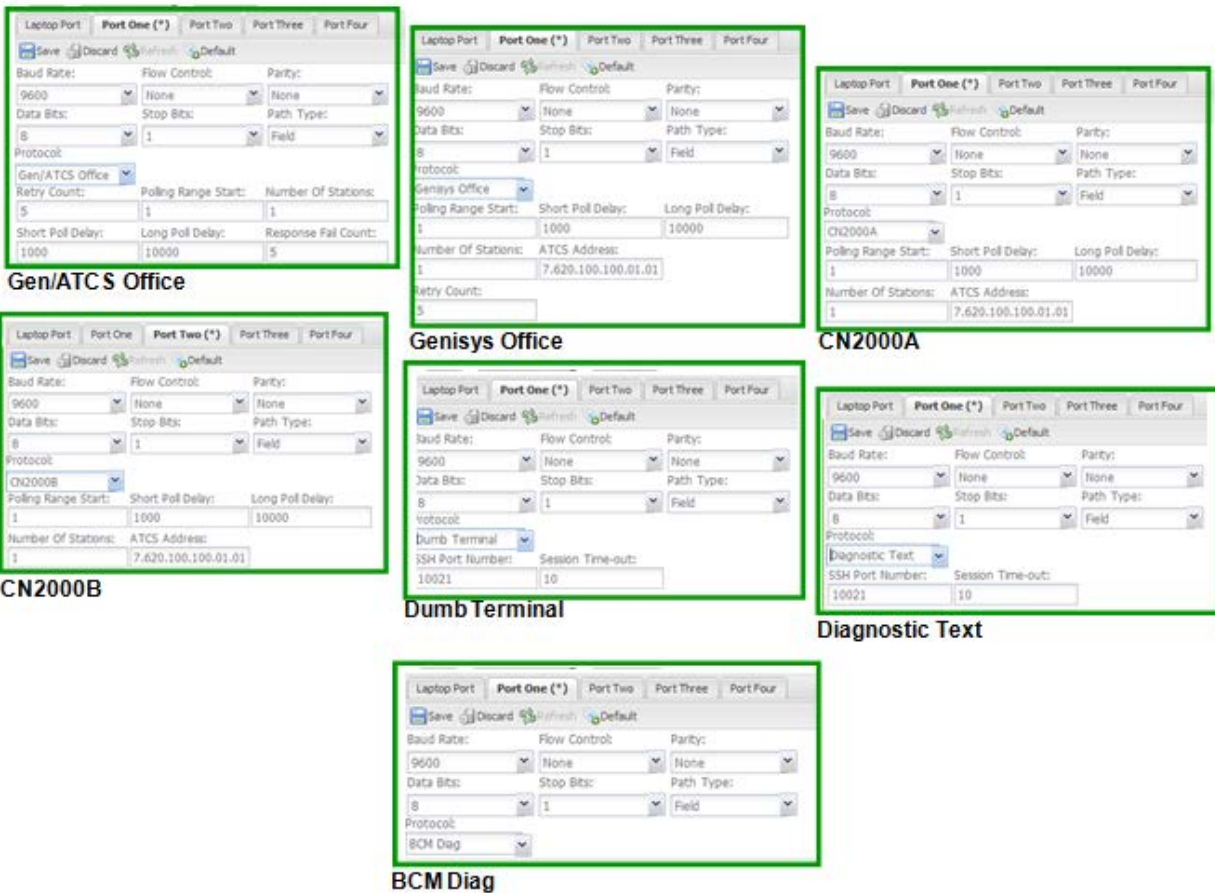 Laptop Port Port One (*) Port Two Port Three Port Four
Save Discard Refresh Default
Baud Rate: Flow Control: Parity:
9600 None None
Data Bits: Stop Bits: Path Type:
8 1 Field
Protocol:
Gen/ATCS Office
Retry Count: Polling Range Start: Number Of Stations:
5 1 1
Short Poll Delay: Long Poll Delay: Response Fail Count:
1000 10000 5
Gen/ATCS Office
Laptop Port Port One (*) Port Two Port Three Port Four
Save Discard Refresh Default
Baud Rate: Flow Control: Parity:
9600 None None
Data Bits: Stop Bits: Path Type:
8 1 Field
Protocol:
Genisys Office
Polling Range Start: Short Poll Delay: Long Poll Delay:
1 1000 10000
Number Of Stations: ATCS Address:
1 7.620.100.100.01.01
Retry Count:
5
Genisys Office
Laptop Port Port One (*) Port Two Port Three Port Four
Save Discard Refresh Default
Baud Rate: Flow Control: Parity:
9600 None None
Data Bits: Stop Bits: Path Type:
8 1 Field
Protocol:
CN2000A
Polling Range Start: Short Poll Delay: Long Poll Delay:
1 1000 10000
Number Of Stations: ATCS Address:
1 7.620.100.100.01.01
CN2000A
Laptop Port Port One Port Two (*) Port Three Port Four
Save Discard Refresh Default
Baud Rate: Flow Control: Parity:
9600 None None
Data Bits: Stop Bits: Path Type:
8 1 Field
Protocol:
CN2000B
Polling Range Start: Short Poll Delay: Long Poll Delay:
1 1000 10000
Number Of Stations: ATCS Address:
1 7.620.100.100.01.01
CN2000B
Laptop Port Port One (*) Port Two Port Three Port Four
Save Discard Refresh Default
Baud Rate: Flow Control: Parity:
9600 None None
Data Bits: Stop Bits: Path Type:
8 1 Field
Protocol:
Dumb Terminal
SSH Port Number: Session Time-out:
10021 10
Dumb Terminal
Laptop Port Port One (*) Port Two Port Three Port Four
Save Discard Refresh Default
Baud Rate: Flow Control: Parity:
9600 None None
Data Bits: Stop Bits: Path Type:
8 1 Field
Protocol:
Diagnostic Text
SSH Port Number: Session Time-out:
10021 10
Diagnostic Text
Laptop Port Port One (*) Port Two Port Three Port Four
Save Discard Refresh Default
Baud Rate: Flow Control: Parity:
9600 None None
Data Bits: Stop Bits: Path Type:
8 1 Field
Protocol:
BCM Diag
BCM Diag